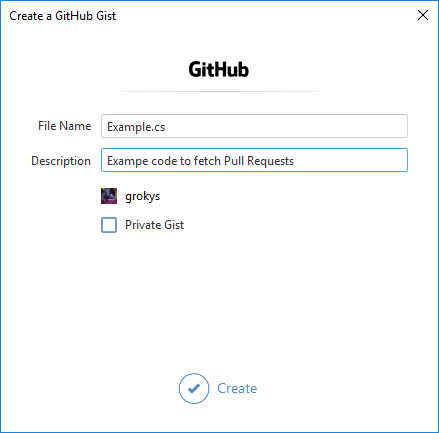 Create a GitHub Gist
GitHub
File Name Example.cs
Description Exampe code to fetch Pull Requests
grokys
Private Gist
Create